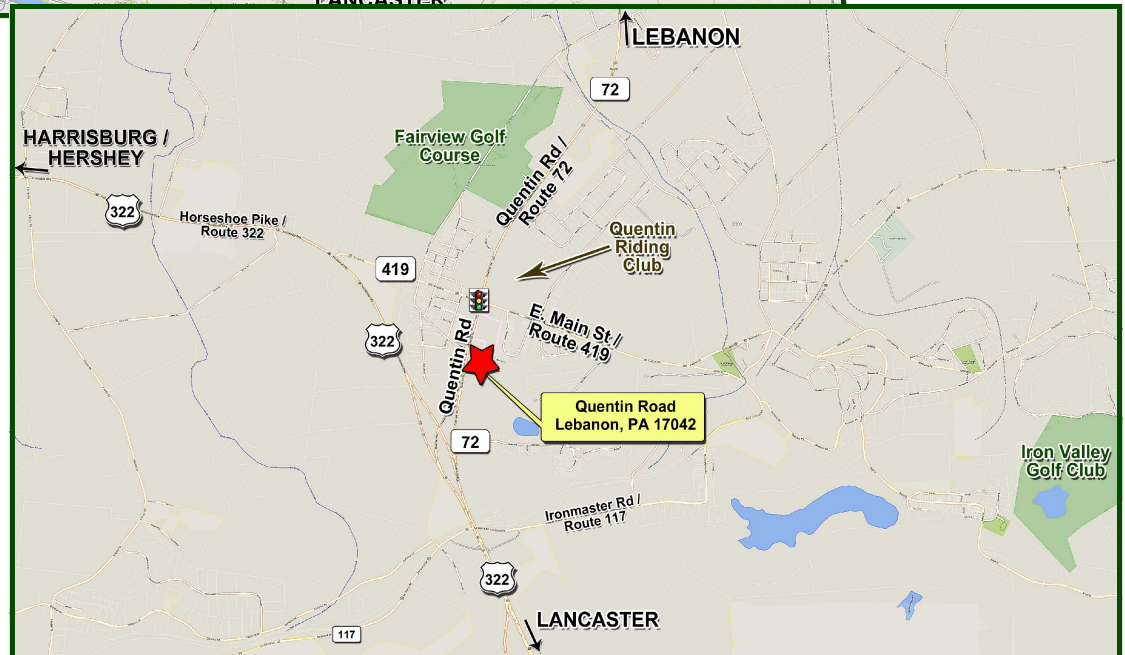 LANCASTER
LEBANON
72
HARRISBURG /
HERSHEY
Fairview Golf
Course
Quentin Rd /
Route 72
322
Horseshoe Pike /
Route 322
Quentin
Riding
Club
419
E. Main St /
Route 419
322
Quentin Rd
Quentin Road
Lebanon, PA 17042
72
Iron Valley
Golf Club
Ironmaster Rd /
Route 117
322
LANCASTER
117